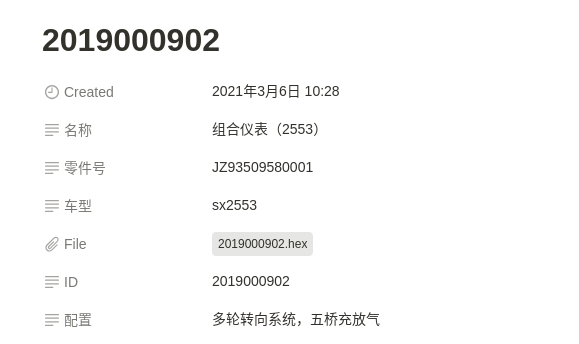 2019000902
Created 2021年3月6日 10:28
名称 组合仪表（2553）
零件号 JZ93509580001
车型 sx2553
File 2019000902.hex
ID 2019000902
配置 多轮转向系统，五桥充放气